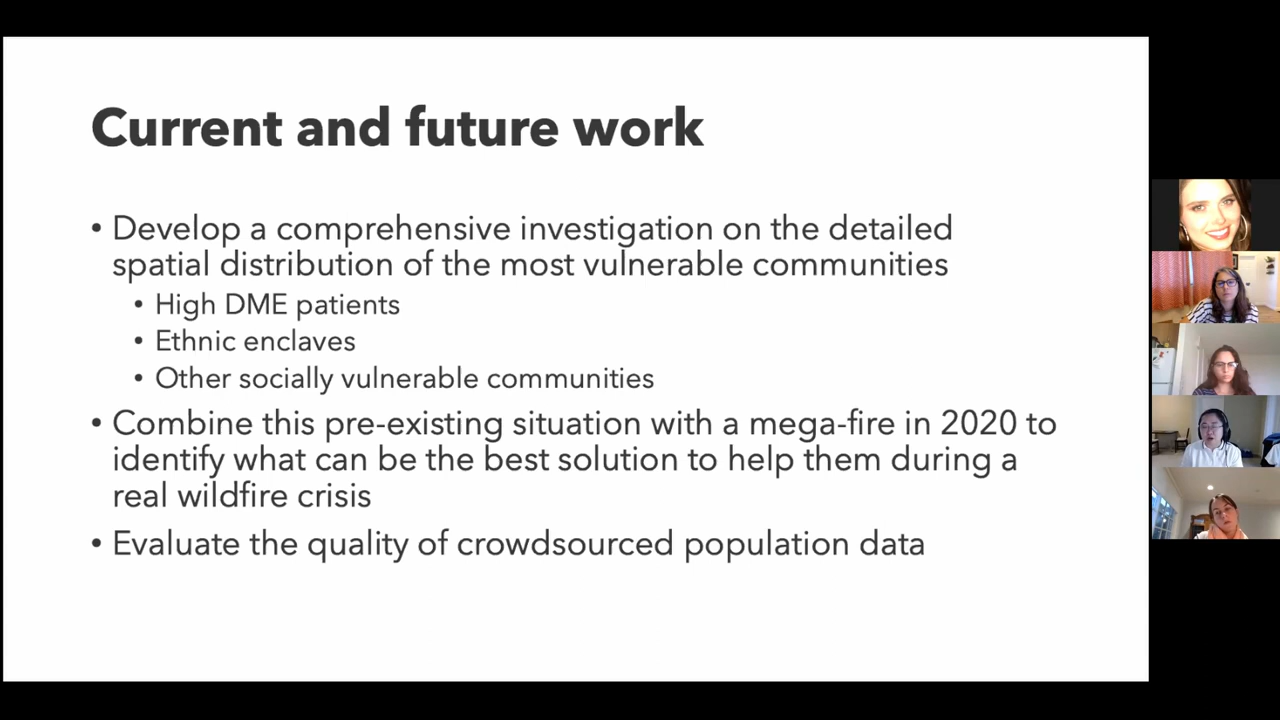 Current and future work
• Develop a comprehensive investigation on the detailed
spatial distribution of the most vulnerable communities
• High DME patients
• Ethnic enclaves
• Other socially vulnerable communities
• Combine this pre-existing situation with a mega-fire in 2020 to
identify what can be the best solution to help them during a
real wildfire crisis
• Evaluate the quality of crowdsourced population data